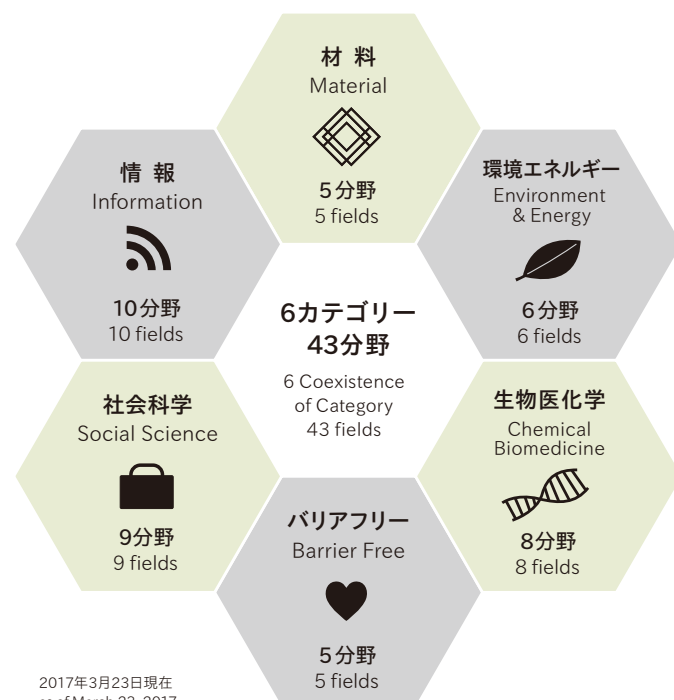 材 料
Material
5分野
5 fields
情 報
Information
10分野
10 fields
環境エネルギー
Environment
& Energy
6分野
6 fields
6カテゴリー
43分野
6 Coexistence
of Category
43 fields
社会科学
Social Science
9分野
9 fields
生物医化学
Chemical
Biomedicine
8分野
8 fields
バリアフリー
Barrier Free
5分野
5 fields
2017年3月23日現在
as of March 23, 2017